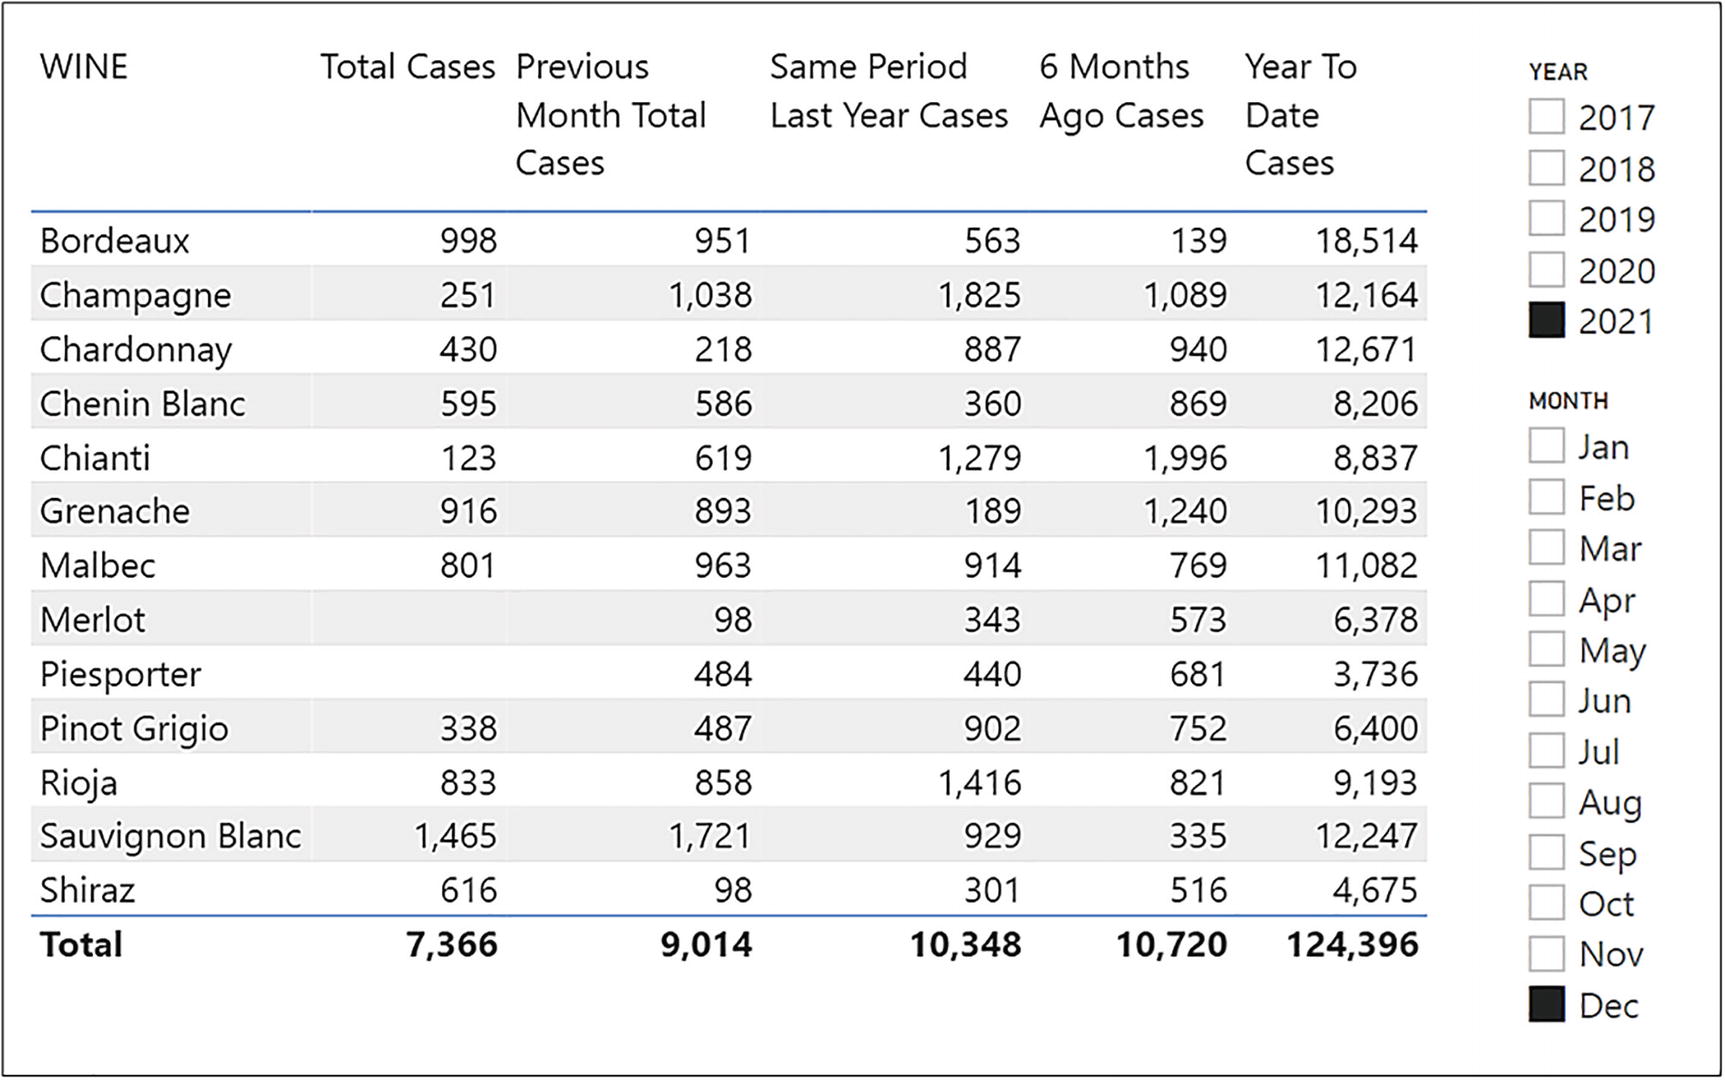 WINE Total Cases Previous Month Total Cases Same Period Last Year Cases 6 Months Ago Cases Year To Date Cases
Bordeaux 998 951 563 139 18,514
Champagne 251 1,038 1,825 1,089 12,164
Chardonnay 430 218 887 940 12,671
Chenin Blanc 595 586 360 869 8,206
Chianti 123 619 1,279 1,996 8,837
Grenache 916 893 189 1,240 10,293
Malbec 801 963 914 769 11,082
Merlot 98 343 573 6,378
Piesporter 484 440 681 3,736
Pinot Grigio 338 487 902 752 6,400
Rioja 833 858 1,416 821 9,193
Sauvignon Blanc 1,465 1,721 929 335 12,247
Shiraz 616 98 301 516 4,675
Total 7,366 9,014 10,348 10,720 124,396
YEAR
2017
2018
2019
2020
2021
MONTH
Jan
Feb
Mar
Apr
May
Jun
Jul
Aug
Sep
Oct
Nov
Dec